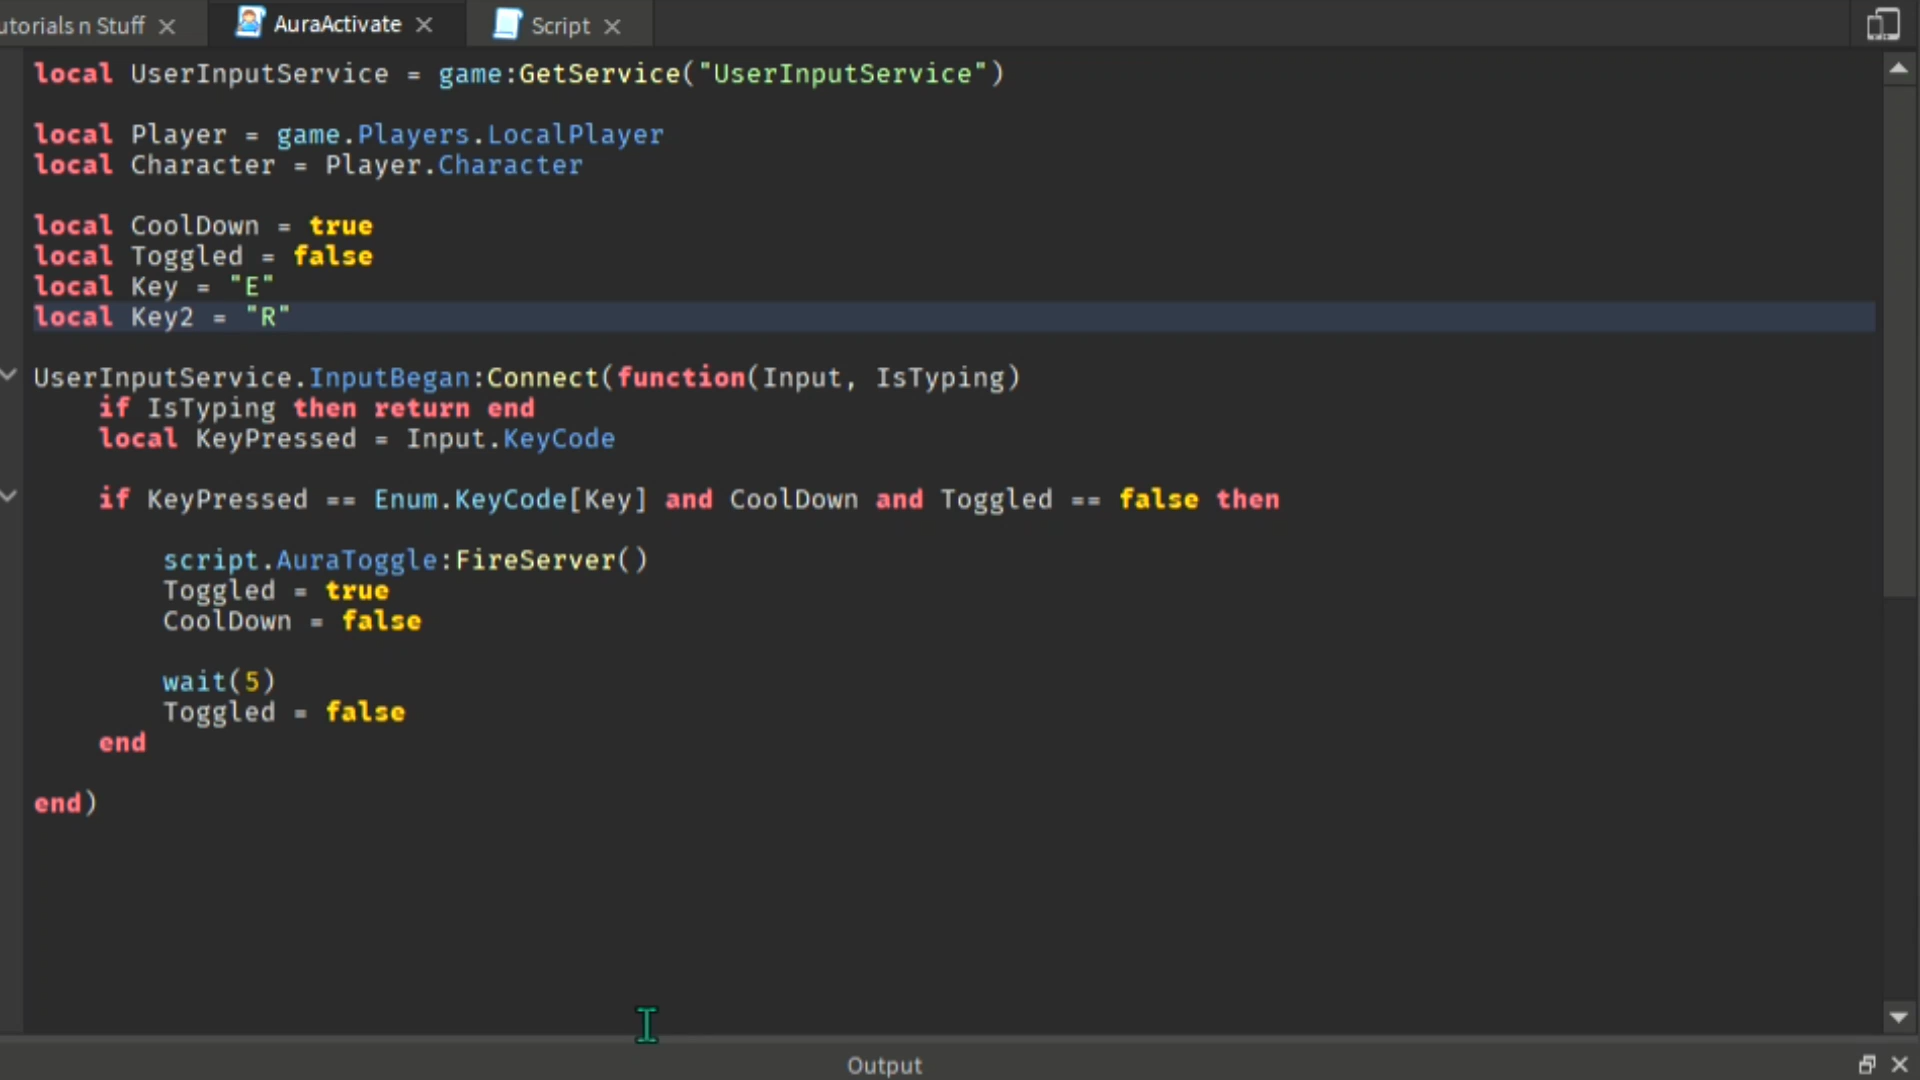 utorials n Stuff
AuraActivate
Script
local UserInputService = game:GetService("UserInputService")
local Player = game.Players.LocalPlayer
local Character = Player.Character
local CoolDown = true
local Toggled = false
local Key = "E"
local Key2 = "R"
UserInputService.InputBegan:Connect(function(Input, IsTyping)
    if IsTyping then return end
    local KeyPressed = Input.KeyCode
    if KeyPressed == Enum.KeyCode[Key] and CoolDown and Toggled == false then
        script.AuraToggle:FireServer()
        Toggled = true
        CoolDown = false
        wait(5)
        Toggled = false
    end
end)
Output